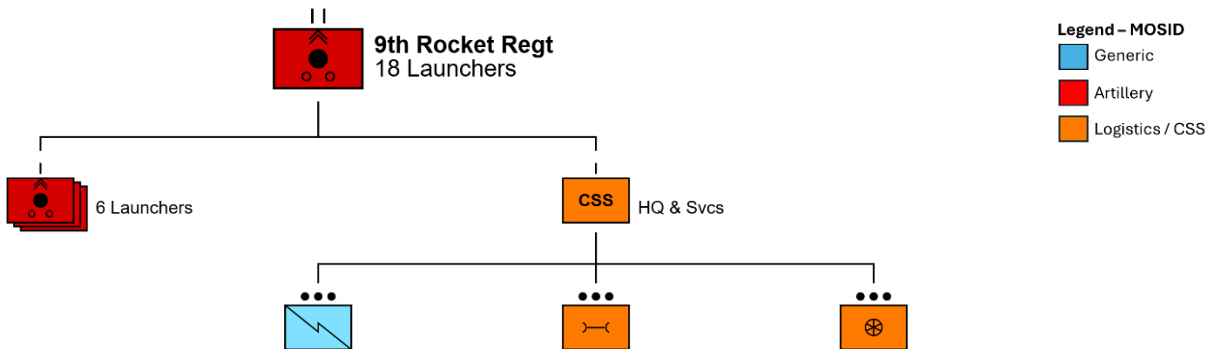 9th Rocket Regt
18 Launchers
Legend – MOSID
Generic
Artillery
Logistics / CSS
6 Launchers
CSS
HQ & Svcs